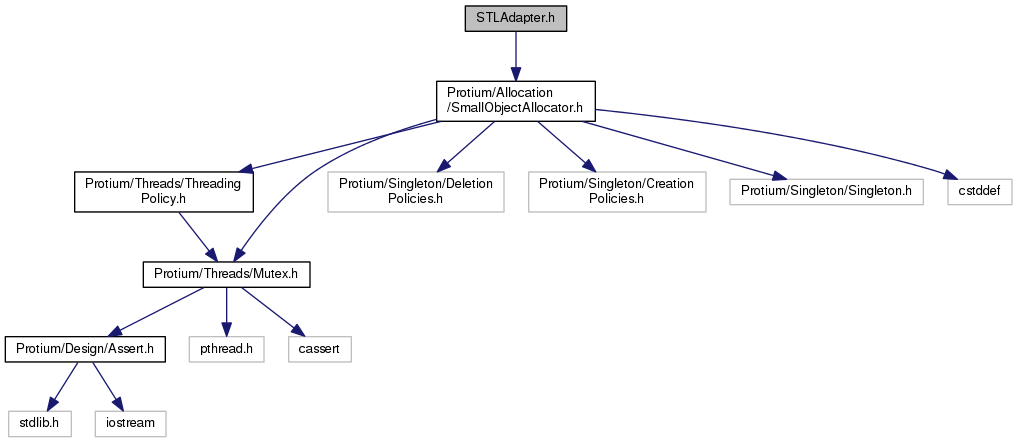 STLAdapter.h
Protium/Allocation
/SmallObjectAllocator.h
Protium/Threads/Threading
Policy.h
Protium/Singleton/Deletion
Policies.h
Protium/Singleton/Creation
Policies.h
Protium/Singleton/Singleton.h
cstddef
Protium/Threads/Mutex.h
Protium/Design/Assert.h
pthread.h
cassert
stdlib.h
iostream